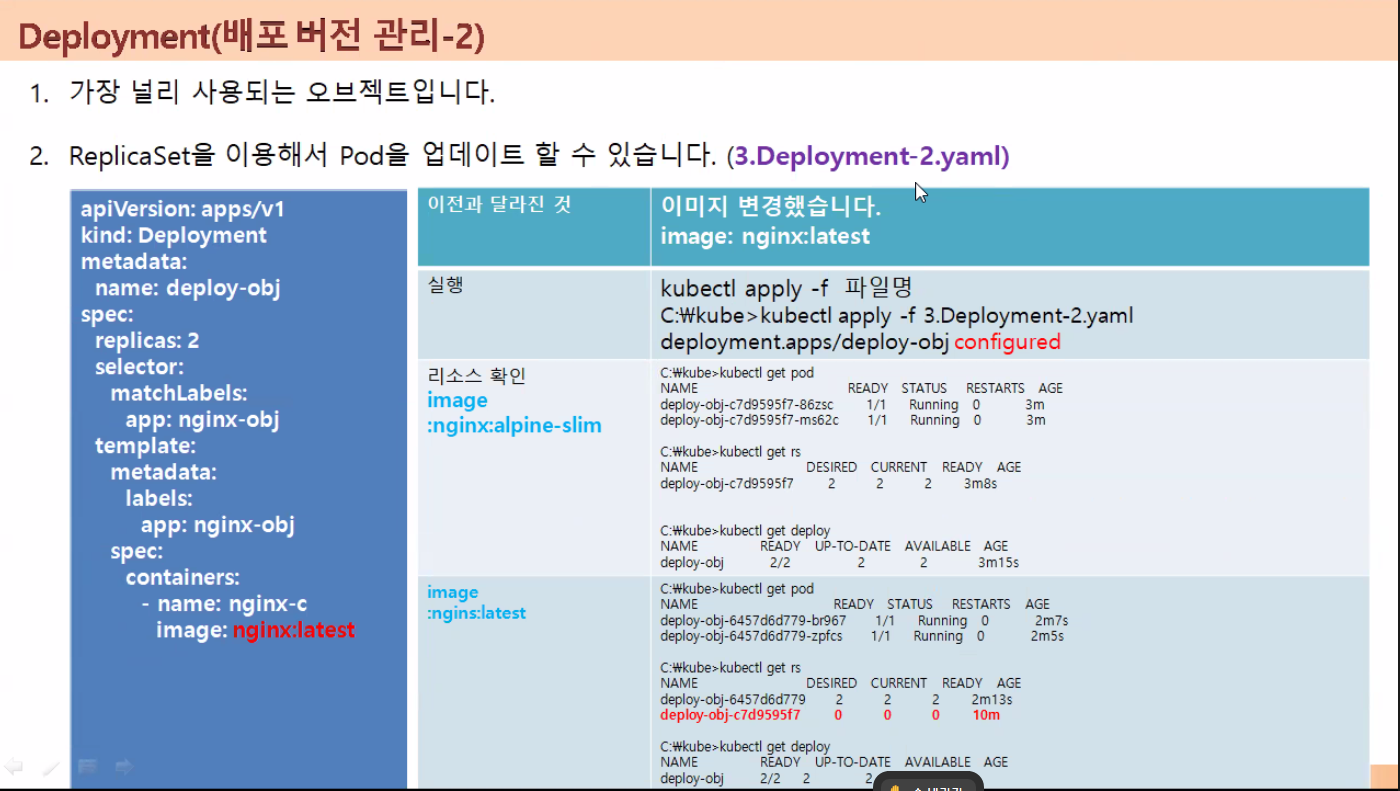 Deployment(배포 버전 관리-2)
1. 가장 널리 사용되는 오브젝트입니다.
2. ReplicaSet을 이용해서 Pod을 업데이트 할 수 있습니다. (3.Deployment-2.yaml)
apiVersion: apps/v1
kind: Deployment
metadata:
name: deploy-obj
spec:
replicas: 2
selector:
matchLabels:
app: nginx-obj
template:
metadata:
labels:
app: nginx-obj
spec:
containers:
- name: nginx-c
image: nginx:latest
이전과 달라진 것
이미지 변경했습니다.
image: nginx:latest
실행
kubectl apply -f 파일명
C:\kube>kubectl apply -f 3.Deployment-2.yaml
deployment.apps/deploy-obj configured
리소스 확인
image
:nginx:alpine-slim
C:\kube>kubectl get pod
NAME READY STATUS RESTARTS AGE
deploy-obj-c7d9595f7-86zsc 1/1 Running 0 3m
deploy-obj-c7d9595f7-ms62c 1/1 Running 0 3m
C:\kube>kubectl get rs
NAME DESIRED CURRENT READY AGE
deploy-obj-c7d9595f7 2 2 2 3m8s
C:\kube>kubectl get deploy
NAME READY UP-TO-DATE AVAILABLE AGE
deploy-obj 2/2 2 2 3m15s
image
:ngins:latest
C:\kube>kubectl get pod
NAME READY STATUS RESTARTS AGE
deploy-obj-6457d6d779-br967 1/1 Running 0 2m7s
deploy-obj-6457d6d779-zpfcs 1/1 Running 0 2m5s
C:\kube>kubectl get rs
NAME DESIRED CURRENT READY AGE
deploy-obj-6457d6d779 2 2 2 2m13s
deploy-obj-c7d9595f7 0 0 0 10m
C:\kube>kubectl get deploy
NAME READY UP-TO-DATE AVAILABLE AGE
deploy-obj 2/2 2 2